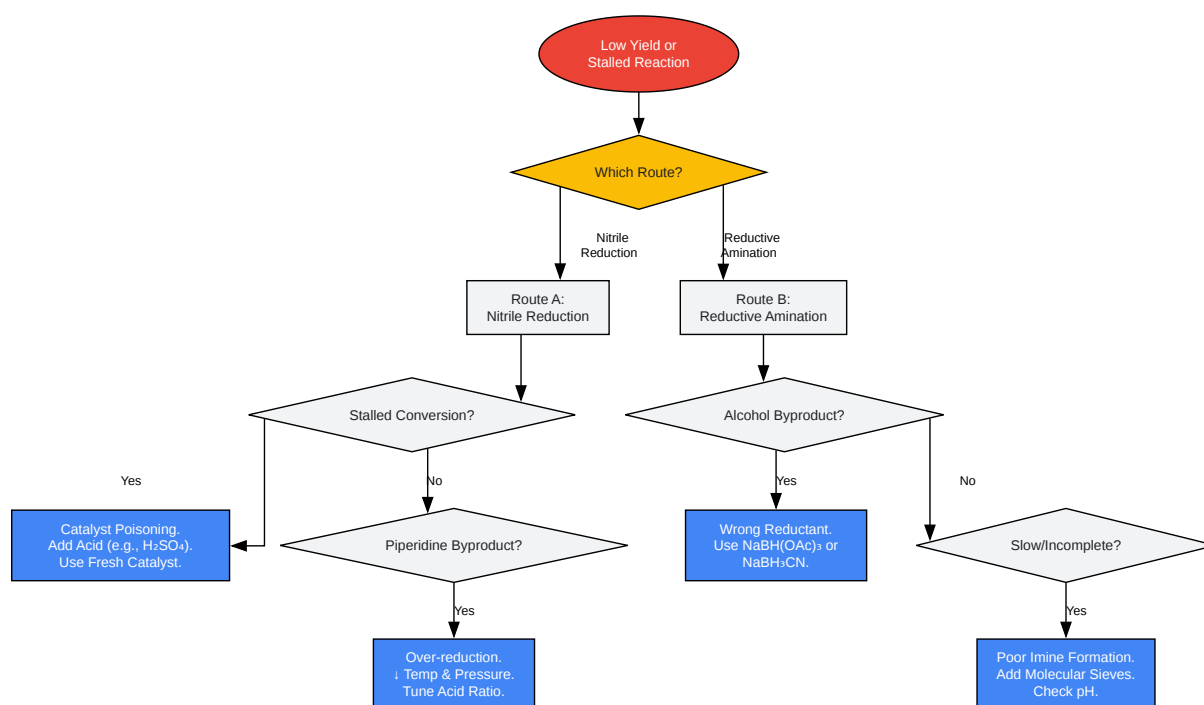 Low Yield or
Stalled Reaction
Which Route?
Nitrile
Reduction
Reductive
Amination
Route A:
Nitrile Reduction
Route B:
Reductive Amination
Stalled Conversion?
Alcohol Byproduct?
Yes
No
Yes
No
Catalyst Poisoning.
Add Acid (e.g., H₂SO₄).
Use Fresh Catalyst.
Piperidine Byproduct?
Wrong Reductant.
Use NaBH(OAc)₃ or
NaBH₃CN.
Slow/Incomplete?
Yes
Yes
Over-reduction.
↓ Temp & Pressure.
Tune Acid Ratio.
Poor Imine Formation.
Add Molecular Sieves.
Check pH.